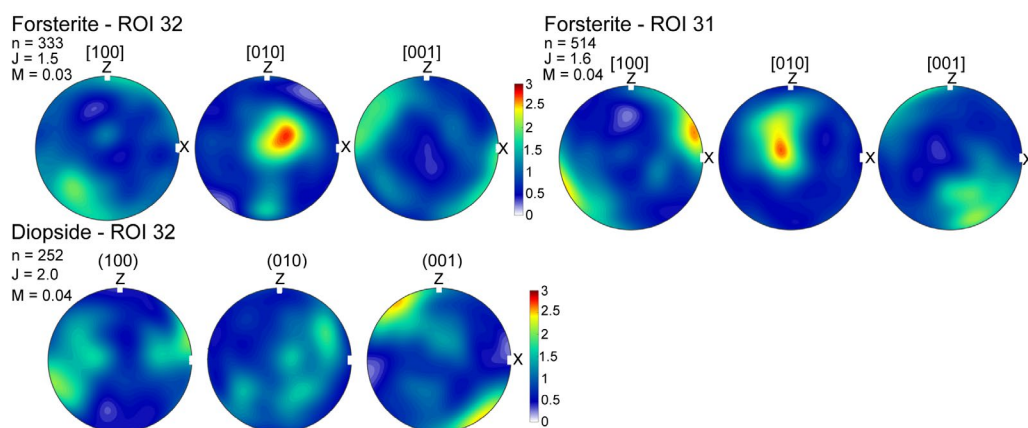 Forsterite - ROI 32
n = 333
J = 1.5
M = 0.03
[100]
Z
[010]
Z
[001]
Z
X
X
3
2.5
2
1.5
1
0.5
0
Forsterite - ROI 31
n = 514
J = 1.6
M = 0.04
[100]
Z
[010]
Z
[001]
Z
X
X
X
Diopside - ROI 32
n = 252
J = 2.0
M = 0.04
(100)
Z
(010)
Z
(001)
Z
X
3
2.5
2
1.5
1
0.5
0